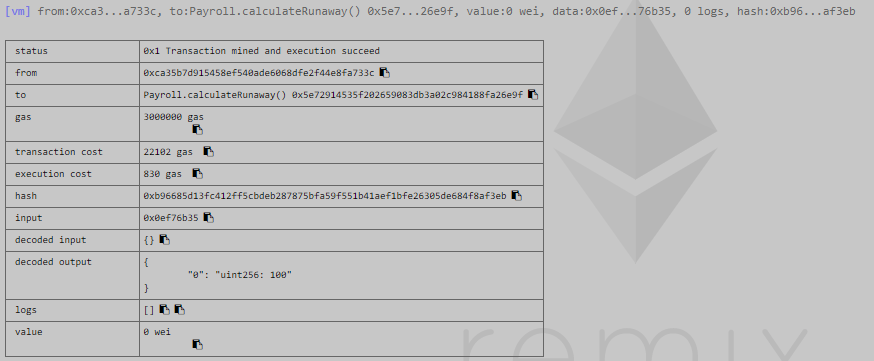 [vm] from:0xca3...a733c, to:Payroll.calculateRunaway() 0x5e7...26e9f, value:0 wei, data:0x0ef...76b35, 0 logs, hash:0xb96...af3eb
status 0x1 Transaction mined and execution succeed
from 0xca35b7d915458ef540ade6068dfe2f44e8fa733c
to Payroll.calculateRunaway() 0x5e72914535f202659083db3a02c984188fa26e9f
gas 3000000 gas
transaction cost 22102 gas
execution cost 830 gas
hash 0xb96685d13fc412ff5cbdeb287875bfa59f551b41aef1bfe26305de684f8af3eb
input 0x0ef76b35
decoded input {}
decoded output {
"0": "uint256: 100"
}
logs []
value 0 wei
remix